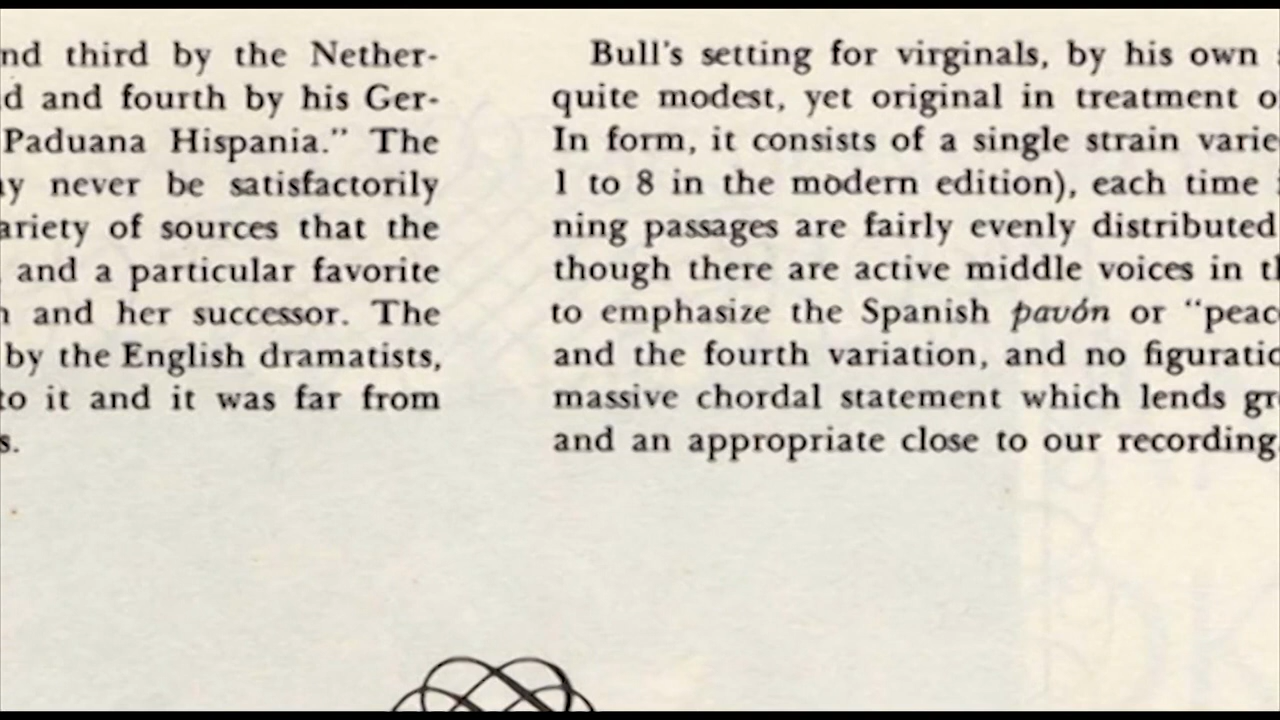 nd third by the Nether-
d and fourth by his Ger-
Paduana Hispania." The
y never be satisfactorily
ariety of sources that the
and a particular favorite
and her successor. The
by the English dramatists,
to it and it was far from
s.
Bull's setting for virginals, by his own
quite modest, yet original in treatment o
In form, it consists of a single strain varie
1 to 8 in the modern edition), each time i
ning passages are fairly evenly distributed
though there are active middle voices in th
to emphasize the Spanish pavón or "peac
and the fourth variation, and no figuratio
massive chordal statement which lends gr
and an appropriate close to our recording.